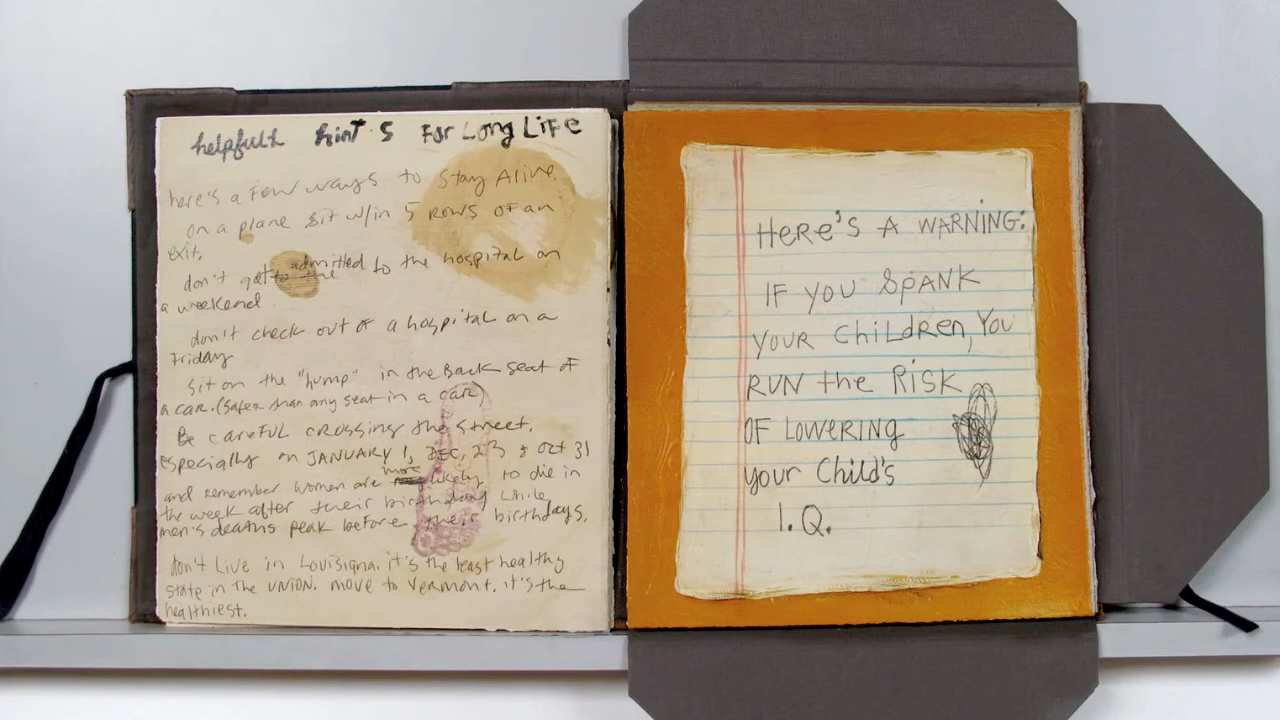 helpfull hint s For Long Life
here's a Few ways to Stay Alive.
on a plane sit w/in 5 rows of an
exit.
don't get admitted to the hospital on
a weekend.
don't check out of a hospital on a
Friday
sit on the "hump" in the Back seat of
a car. (safer than any seat in a car)
Be careful crossing the street.
especially on JANUARY 1, DEC, 23 & oct 31
and remember women are more likely to die in
the week after their birthday while
men's deaths peak before their birthdays.
don't Live in Louisigna. it's the least healthy
state in the UNION. move to Vermont. it's the
healthiest.
HERE'S A WARNING:
IF YOU SPANK
YOUR CHILDREN, YOU
RUN the RISK
OF LOWERING
your Child's
I.Q.